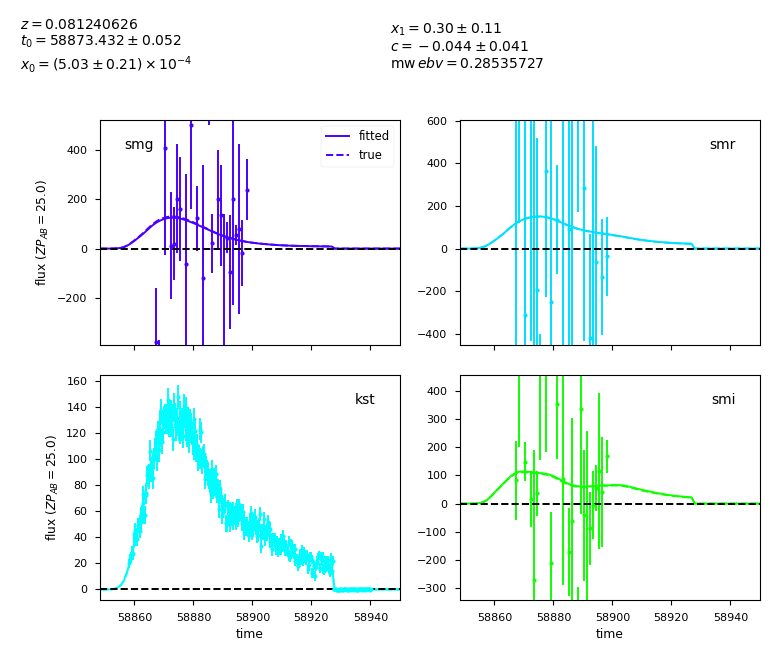 z = 0.081240626
t₀ = 58873.432 ± 0.052
x₀ = (5.03 ± 0.21) × 10⁻⁴
x₁ = 0.30 ± 0.11
c = −0.044 ± 0.041
mw ebv = 0.28535727
smg
fitted
true
400
200
0
−200
flux (ZP_AB = 25.0)
smr
600
400
200
0
−200
−400
kst
160
140
120
100
80
60
40
20
0
flux (ZP_AB = 25.0)
58860 58880 58900 58920 58940
time
smi
400
300
200
100
0
−100
−200
−300
58860 58880 58900 58920 58940
time